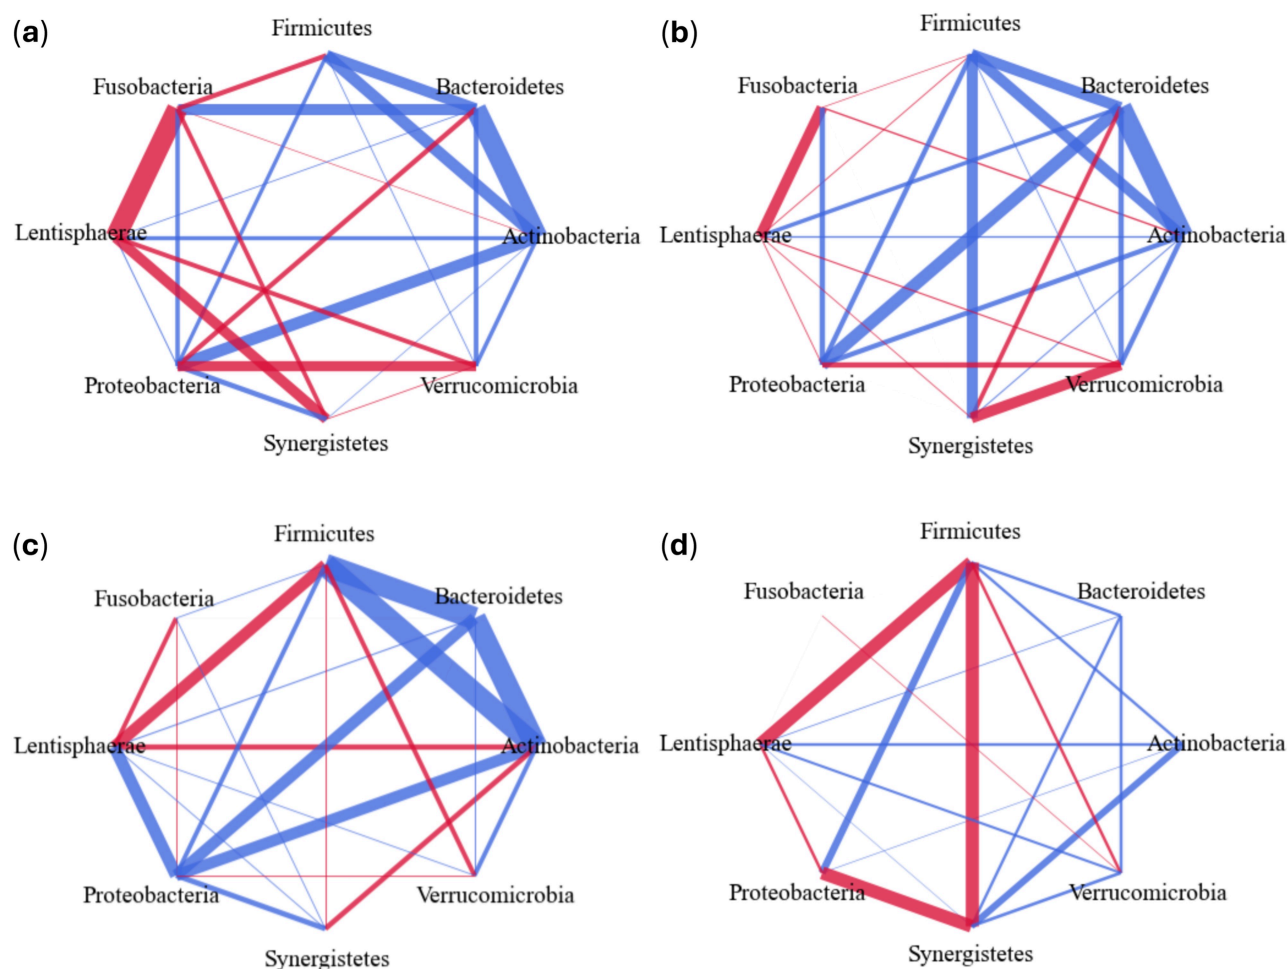 (a)
Firmicutes
Fusobacteria
Bacteroidetes
Lentisphaerae
Actinobacteria
Proteobacteria
Verrucomicrobia
Synergistetes
(b)
Firmicutes
Fusobacteria
Bacteroidetes
Lentisphaerae
Actinobacteria
Proteobacteria
Verrucomicrobia
Synergistetes
(c)
Firmicutes
Fusobacteria
Bacteroidetes
Lentisphaerae
Actinobacteria
Proteobacteria
Verrucomicrobia
Synergistetes
(d)
Firmicutes
Fusobacteria
Bacteroidetes
Lentisphaerae
Actinobacteria
Proteobacteria
Verrucomicrobia
Synergistetes